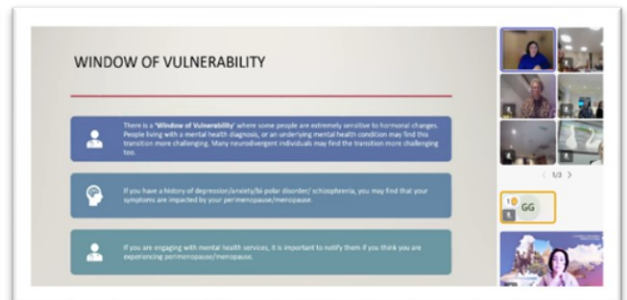 WINDOW OF VULNERABILITY
There is a 'Window of Vulnerability' where some people are extremely sensitive to hormonal changes.
People living with a mental health diagnosis, or an underlying mental health condition may find this
transition more challenging. Many neurodivergent individuals may find the transition more challenging
too.
If you have a history of depression/anxiety/bi polar disorder/ schizophrenia, you may find that your
symptoms are impacted by your perimenopause/menopause.
If you are engaging with mental health services, it is important to notify them if you think you are
experiencing perimenopause/menopause.
1/3
GG